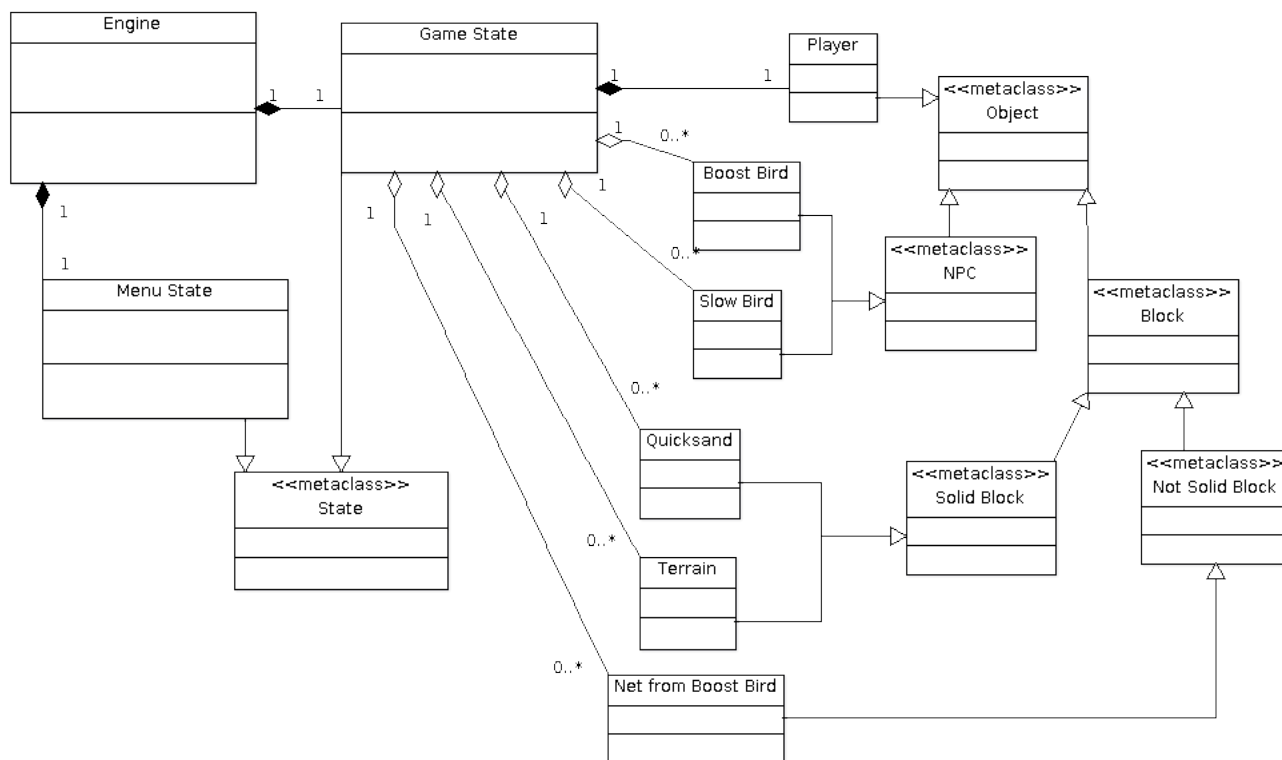 Engine
Game State
Player
1
1
1
1
<<metaclass>>
Object
1
0..*
Boost Bird
1
1
1
1
1
0..*
<<metaclass>>
NPC
1
Menu State
Slow Bird
<<metaclass>>
Block
0..*
Quicksand
<<metaclass>>
State
<<metaclass>>
Solid Block
<<metaclass>>
Not Solid Block
0..*
Terrain
0..*
Net from Boost Bird